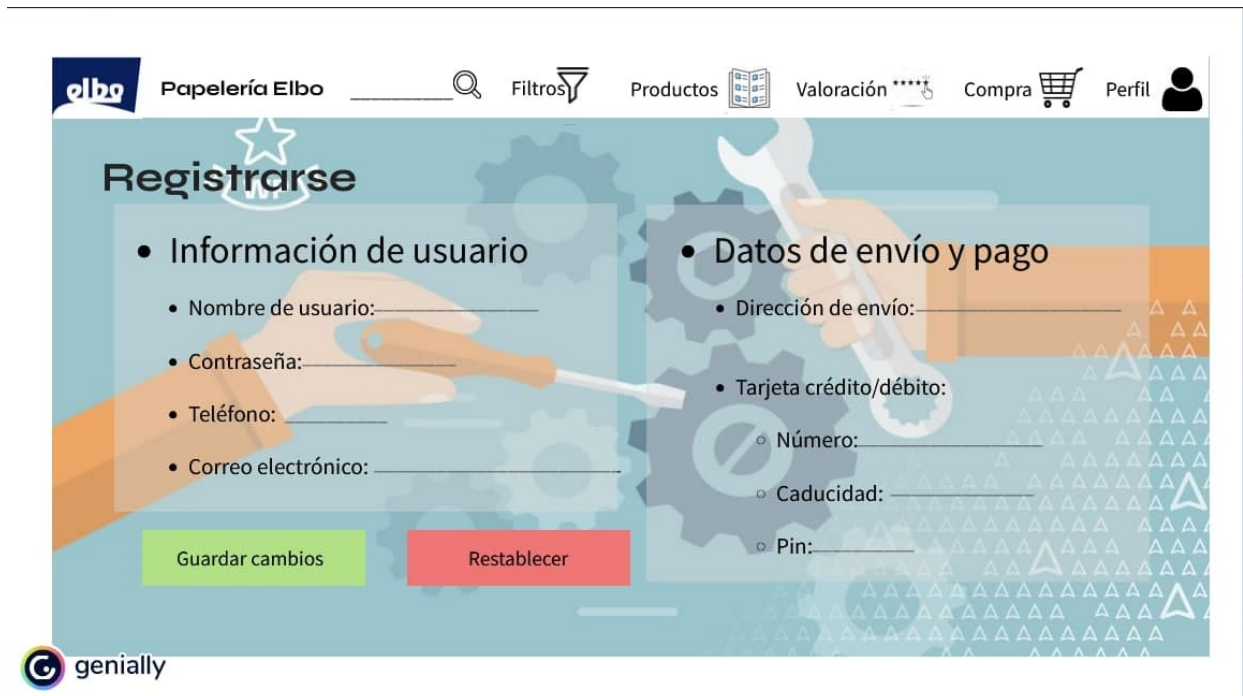 elbo
Papelería Elbo
Filtros
Productos
Valoración
Compra
Perfil
Registrarse
WF
Información de usuario
Nombre de usuario:
Contraseña:
Teléfono:
Correo electrónico:
Datos de envío y pago
Dirección de envío:
Tarjeta crédito/débito:
Número:
Caducidad:
Pin:
Guardar cambios
Restablecer
genially